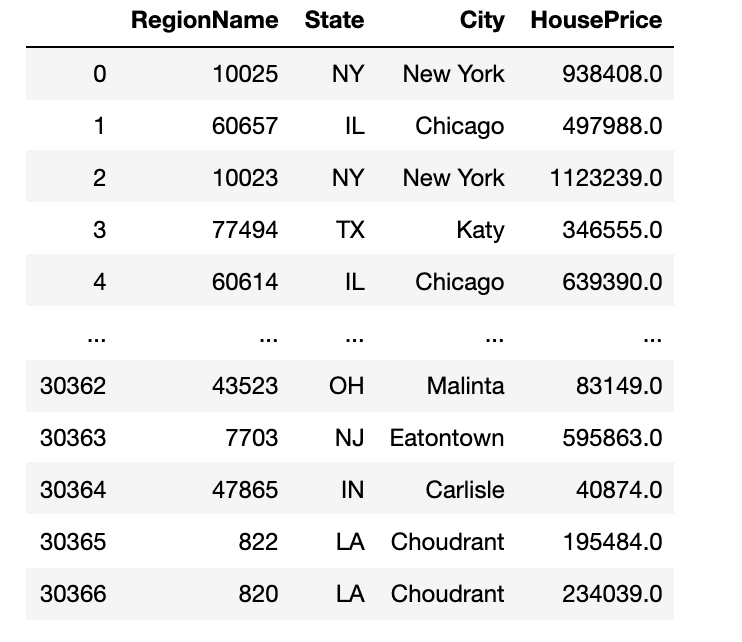 RegionName State City HousePrice
0 10025 NY New York 938408.0
1 60657 IL Chicago 497988.0
2 10023 NY New York 1123239.0
3 77494 TX Katy 346555.0
4 60614 IL Chicago 639390.0
... ... ... ... ...
30362 43523 OH Malinta 83149.0
30363 7703 NJ Eatontown 595863.0
30364 47865 IN Carlisle 40874.0
30365 822 LA Choudrant 195484.0
30366 820 LA Choudrant 234039.0